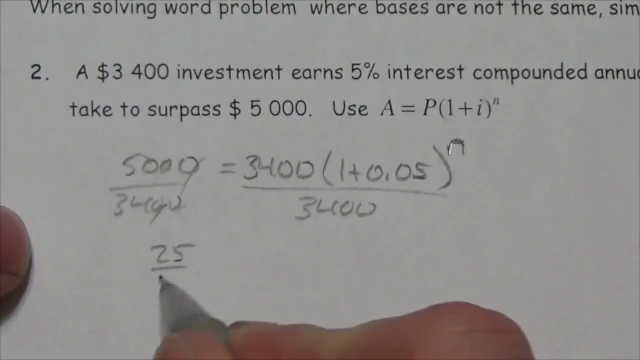 When solving word problem where bases are not the same, sim
2. A $3 400 investment earns 5% interest compounded annua
take to surpass $ 5 000. Use A = P(1+i)^n
5000 = 3400(1+0.05)^n
3400 3400
25